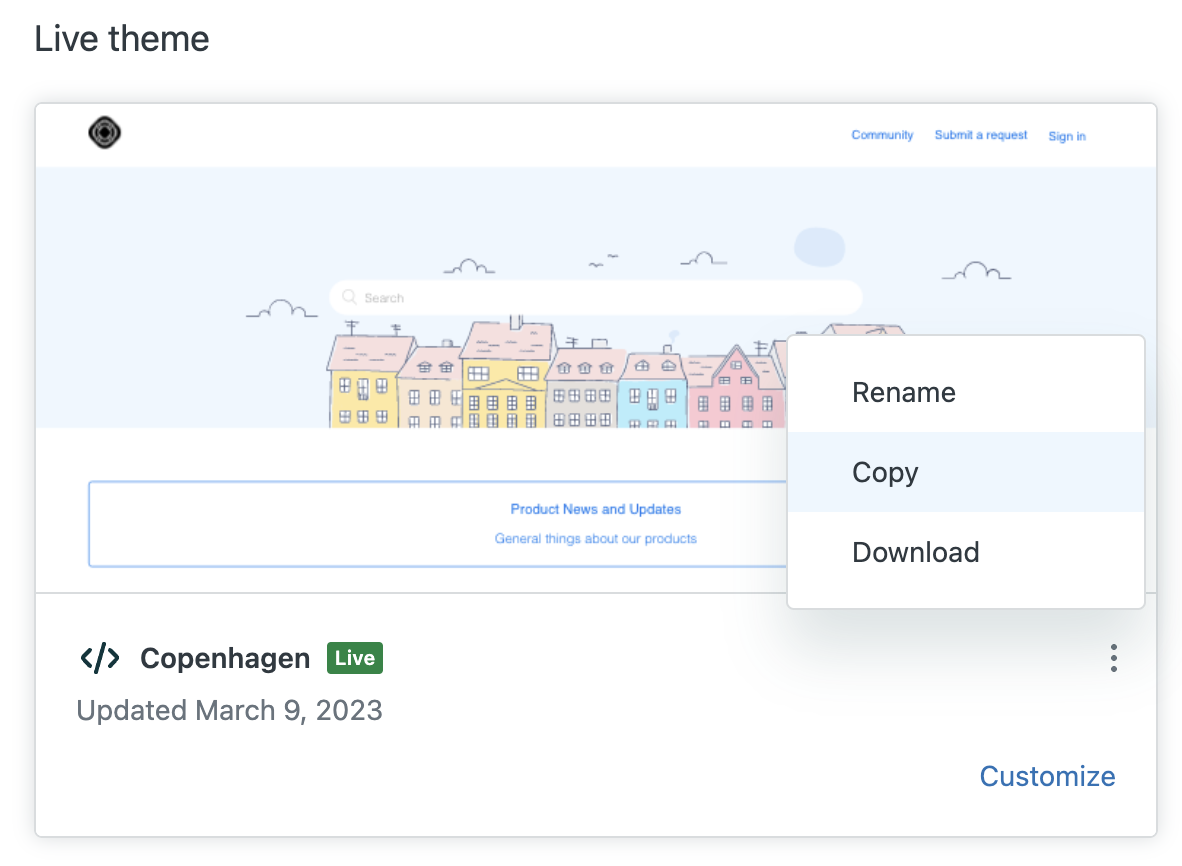 Live theme
Community Submit a request Sign in
Search
Rename
Copy
Download
Product News and Updates
General things about our products
</> Copenhagen Live
Updated March 9, 2023
Customize